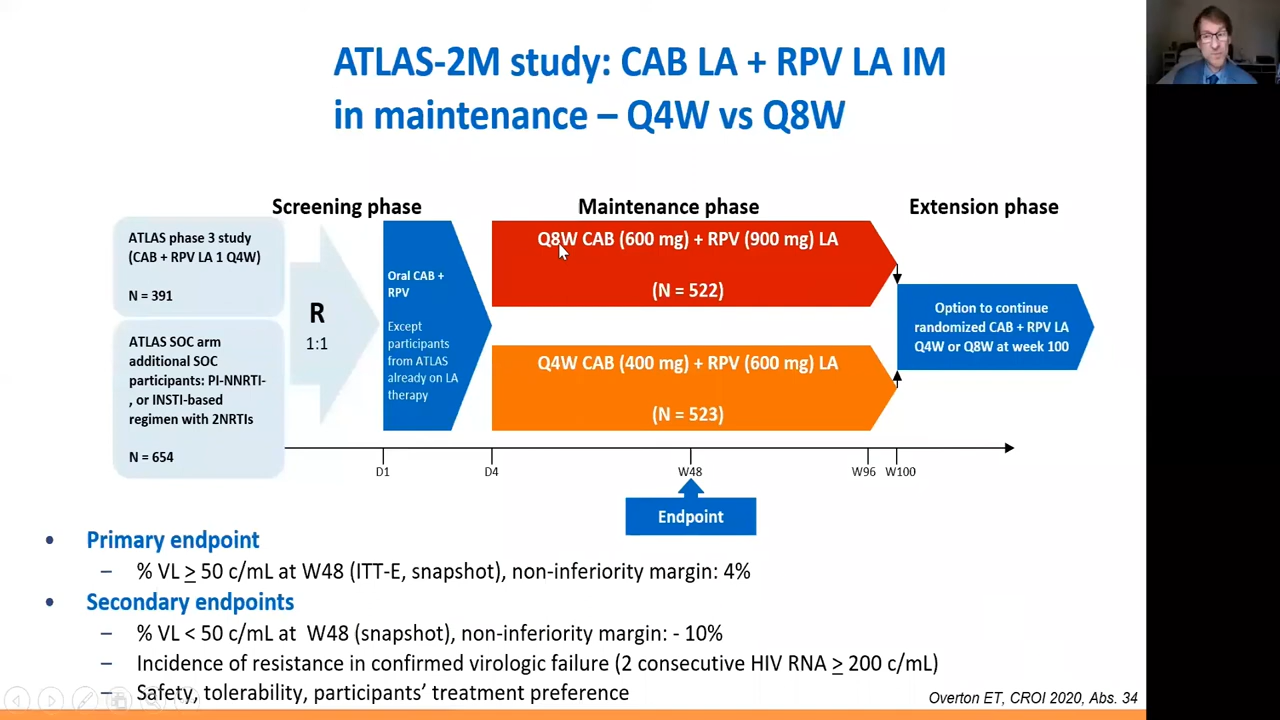 ATLAS-2M study: CAB LA + RPV LA IM
in maintenance – Q4W vs Q8W
Screening phase
Maintenance phase
Extension phase
ATLAS phase 3 study
(CAB + RPV LA 1 Q4W)
N = 391
ATLAS SOC arm
additional SOC
participants: PI-NNRTI-
, or INSTI-based
regimen with 2NRTIs
N = 654
R
1:1
Oral CAB +
RPV
Except
participants
from ATLAS
already on LA
therapy
Q8W CAB (600 mg) + RPV (900 mg) LA
(N = 522)
Q4W CAB (400 mg) + RPV (600 mg) LA
(N = 523)
Option to continue
randomized CAB + RPV LA
Q4W or Q8W at week 100
D1
D4
W48
W96
W100
Endpoint
• Primary endpoint
– % VL ≥ 50 c/mL at W48 (ITT-E, snapshot), non-inferiority margin: 4%
• Secondary endpoints
– % VL < 50 c/mL at W48 (snapshot), non-inferiority margin: - 10%
– Incidence of resistance in confirmed virologic failure (2 consecutive HIV RNA ≥ 200 c/mL)
– Safety, tolerability, participants’ treatment preference
Overton ET, CROI 2020, Abs. 34